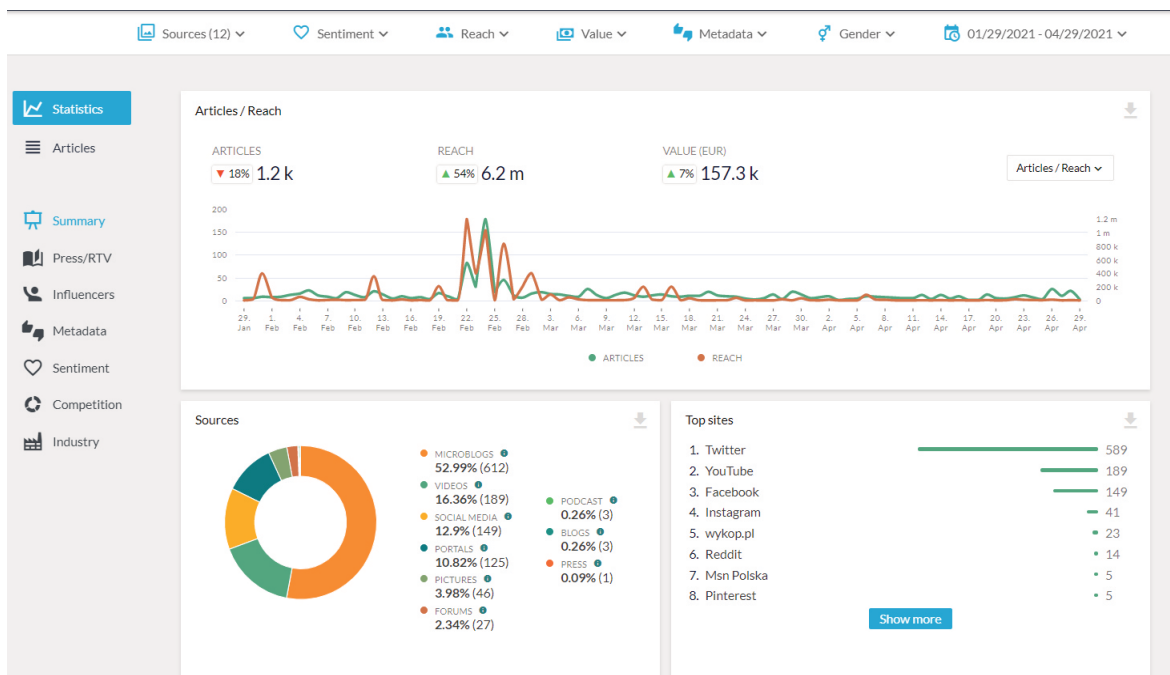 Sources (12) Sentiment Reach Value Metadata Gender 01/29/2021 - 04/29/2021
Statistics
Articles
Summary
Press/RTV
Influencers
Metadata
Sentiment
Competition
Industry
Articles / Reach
ARTICLES
18% 1.2 k
REACH
54% 6.2 m
VALUE (EUR)
7% 157.3 k
Articles / Reach
200
150
100
50
0
1.2 m
1 m
800 k
600 k
400 k
200 k
0
29. 1. 4. 7. 10. 13. 16. 19. 22. 25. 28. 3. 6. 9. 12. 15. 18. 21. 24. 27. 30. 2. 5. 8. 11. 14. 17. 20. 23. 26. 29.
Jan Feb Feb Feb Feb Feb Feb Feb Feb Feb Feb Mar Mar Mar Mar Mar Mar Mar Mar Mar Mar Apr Apr Apr Apr Apr Apr Apr Apr Apr Apr
ARTICLES REACH
Sources
MICROBLOGS
52.99% (612)
VIDEOS
16.36% (189)
SOCIAL MEDIA
12.9% (149)
PORTALS
10.82% (125)
PICTURES
3.98% (46)
FORUMS
2.34% (27)
PODCAST
0.26% (3)
BLOGS
0.26% (3)
PRESS
0.09% (1)
Top sites
1. Twitter 589
2. YouTube 189
3. Facebook 149
4. Instagram 41
5. wykop.pl 23
6. Reddit 14
7. Msn Polska 5
8. Pinterest 5
Show more